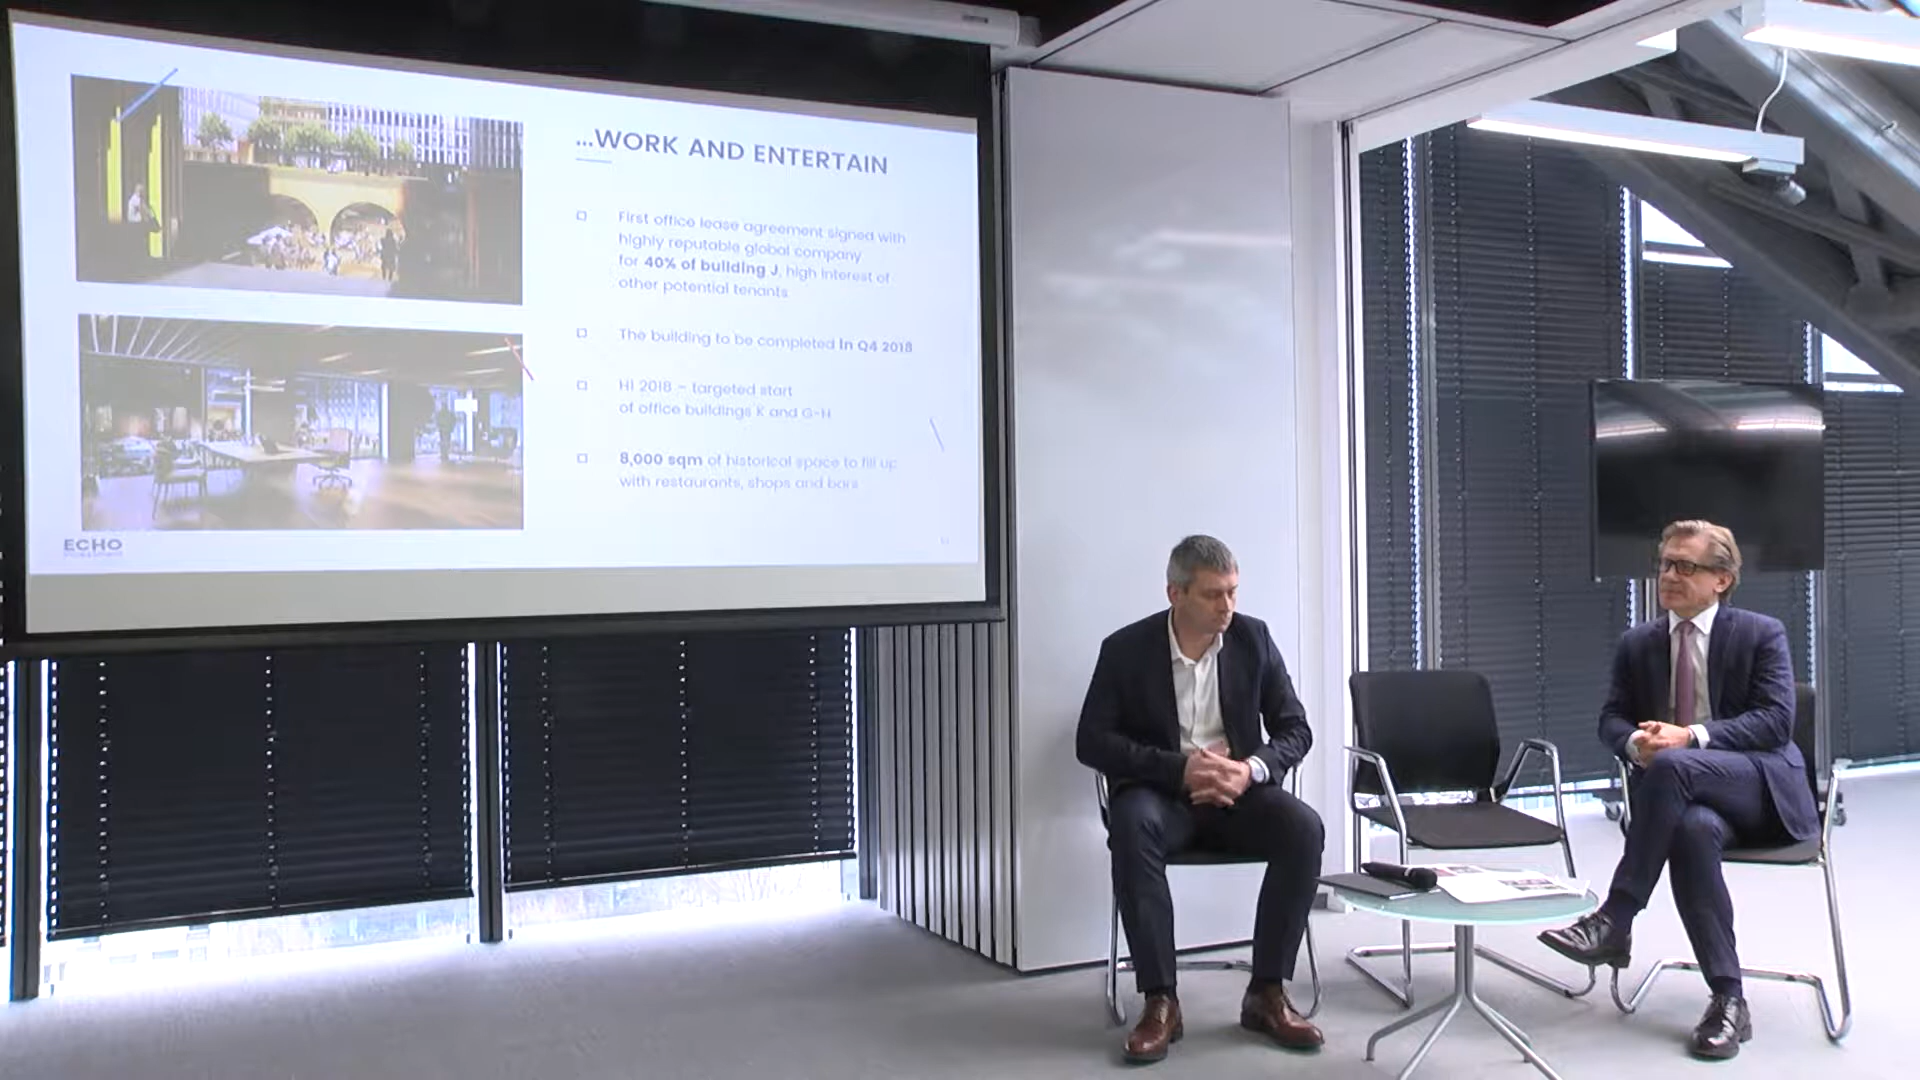 ...WORK AND ENTERTAIN
First office lease agreement signed with
highly reputable global company
for 40% of building J, high interest of
other potential tenants
The building to be completed in Q4 2018
H1 2018 – targeted start
of office buildings K and G-H
8,000 sqm of historical space to fill up
with restaurants, shops and bars
ECHO